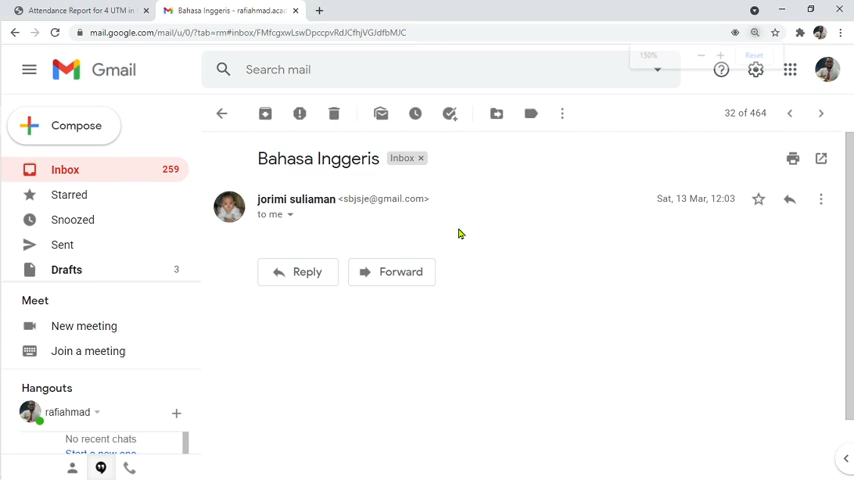 Attendance Report for 4 UTM in
Bahasa Inggeris - rafiahmad.aca
mail.google.com/mail/u/0/?tab=rm#inbox/FMfcgxwLswDpccpvRdJCfhjVGJdfbMJC
150%
Reset
Gmail
Search mail
Compose
32 of 464
Inbox 259
Starred
Snoozed
Sent
Drafts 3
Bahasa Inggeris Inbox ×
jorimi suliaman <sbjsje@gmail.com>
Sat, 13 Mar, 12:03
to me
Reply
Forward
Meet
New meeting
Join a meeting
Hangouts
rafiahmad
No recent chats
Start a new one